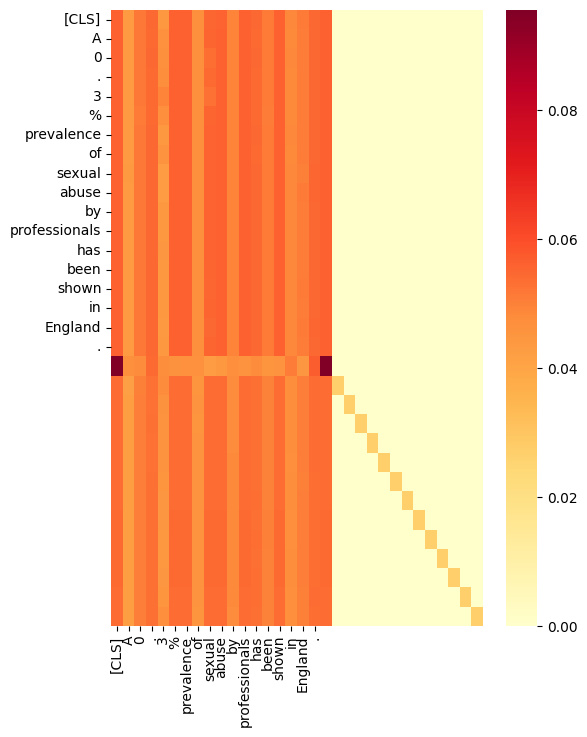 [CLS]
A
0
.
3
%
prevalence
of
sexual
abuse
by
professionals
has
been
shown
in
England
.
0.08
0.06
0.04
0.02
0.00
[CLS]
A
0
.
3
%
prevalence
of
sexual
abuse
by
professionals
has
been
shown
in
England
.